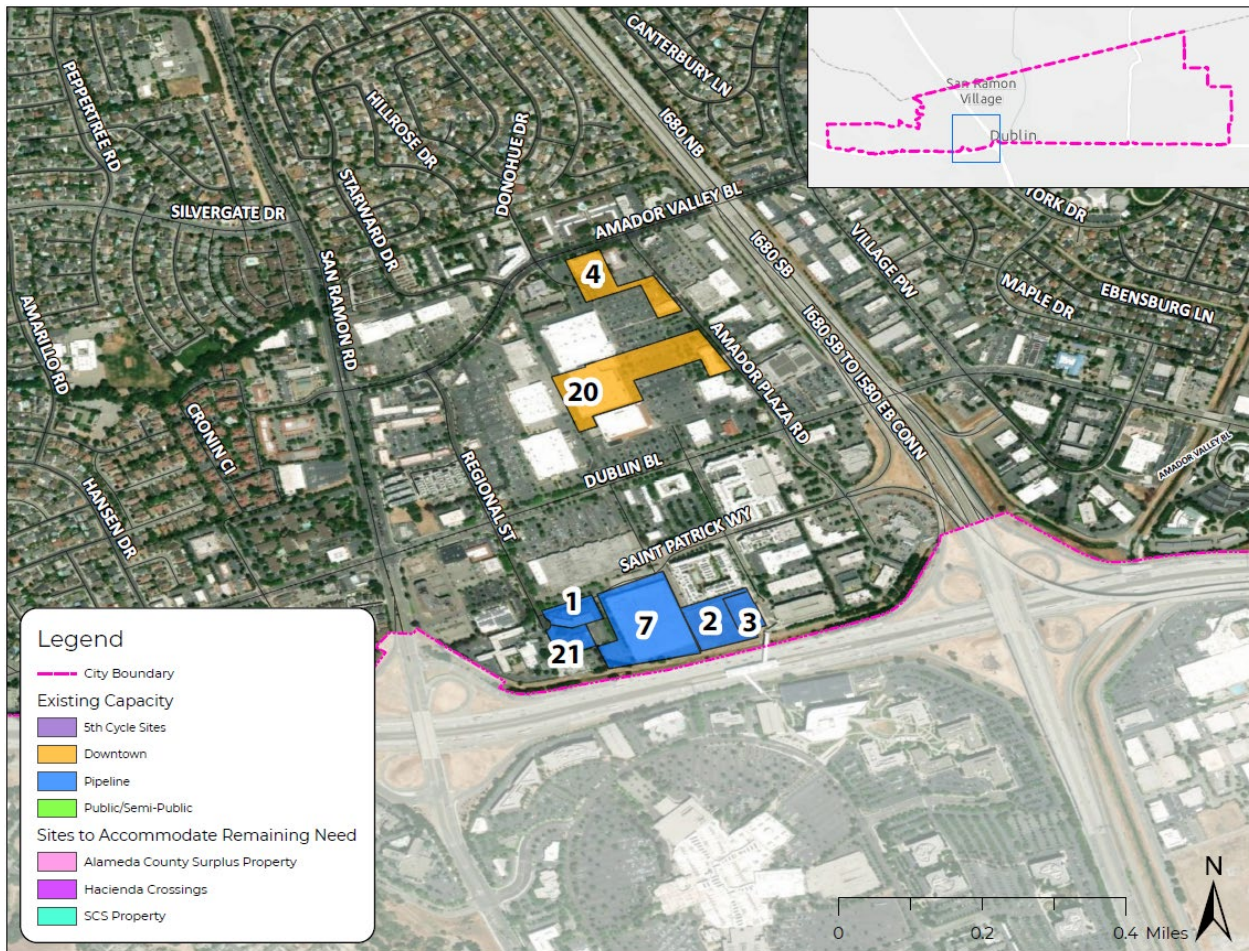 CANTERBURY LN
PEPPERTREE RD
HILLROSE DR
I680 NB
San Ramon
Village
Dublin
DONOHUE DR
STARWARD DR
SILVERGATE DR
AMADOR VALLEY BL
YORK DR
I680 SB
VILLAGE PW
SAN RAMON RD
MAPLE DR
EBENSBURG LN
4
AMARILLO RD
I680 SB TO I580 EB CONN
AMADOR PLAZA RD
20
CRONIN CI
REGIONAL ST
DUBLIN BL
AMADOR VALLEY BL
HANSEN DR
SAINT PATRICK WY
1
7
2
3
21
Legend
City Boundary
Existing Capacity
5th Cycle Sites
Downtown
Pipeline
Public/Semi-Public
Sites to Accommodate Remaining Need
Alameda County Surplus Property
Hacienda Crossings
SCS Property
N
0 0.2 0.4 Miles